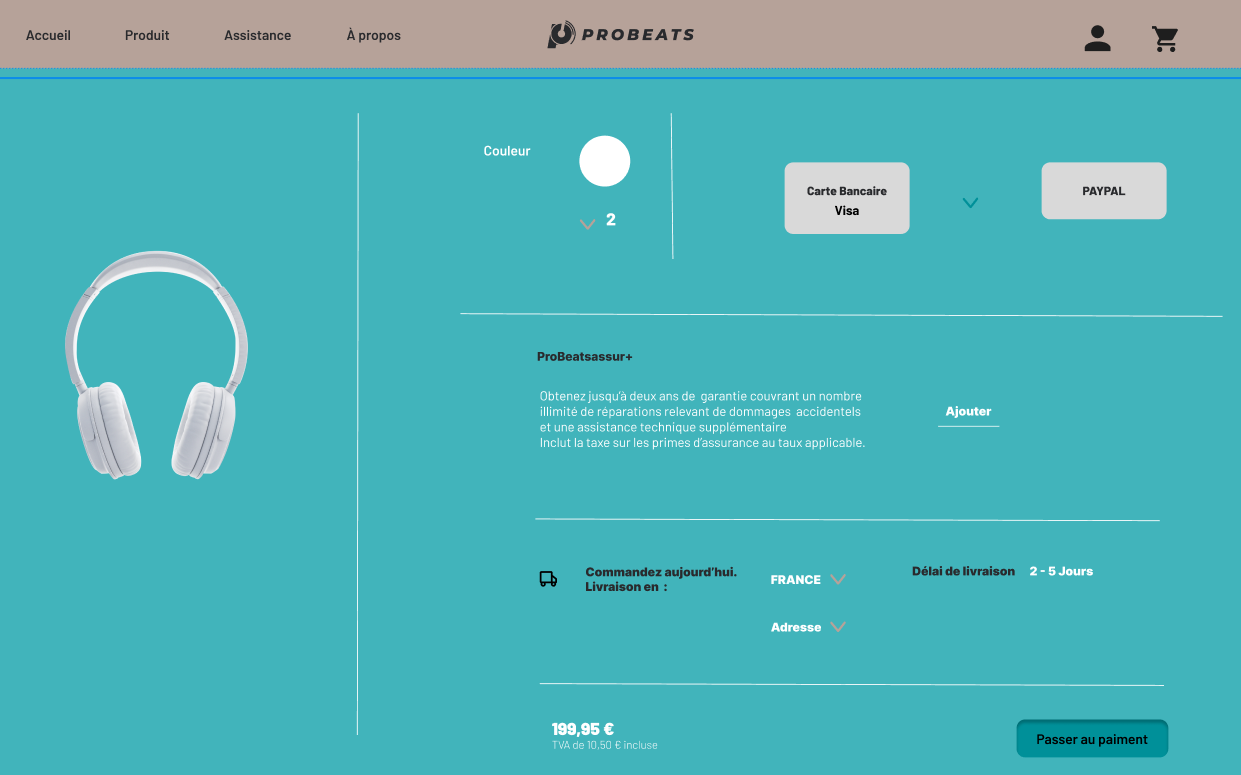 Accueil
Produit
Assistance
À propos
PROBEATS
Couleur
2
Carte Bancaire
Visa
PAYPAL
ProBeatsassur+
Obtenez jusqu'à deux ans de garantie couvrant un nombre
illimité de réparations relevant de dommages accidentels
et une assistance technique supplémentaire
Inclut la taxe sur les primes d'assurance au taux applicable.
Ajouter
Commandez aujourd'hui.
Livraison en :
FRANCE
Adresse
Délai de livraison 2 - 5 Jours
199,95 €
TVA de 10,50 € incluse
Passer au paiment